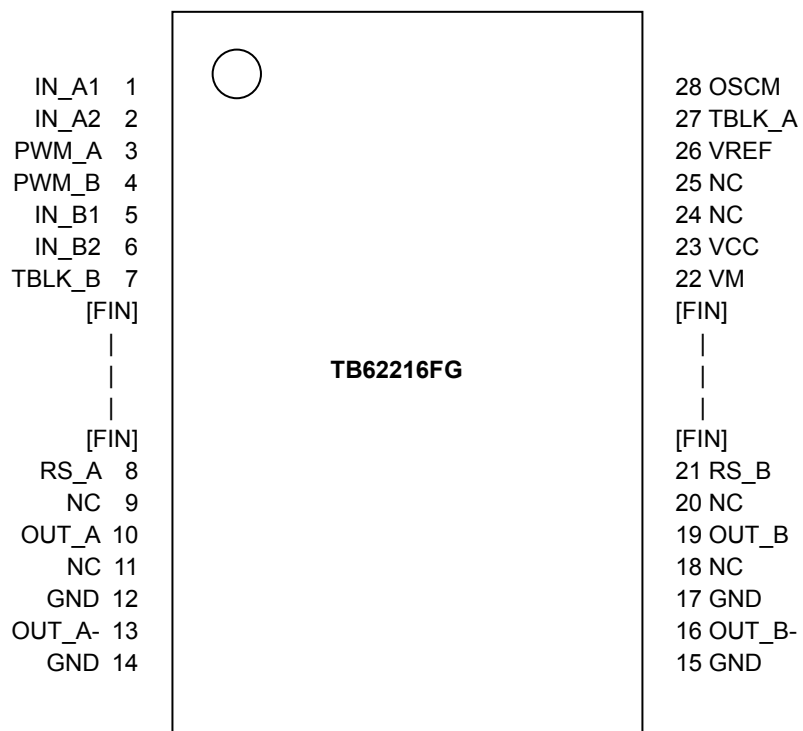 IN_A1 1
IN_A2 2
PWM_A 3
PWM_B 4
IN_B1 5
IN_B2 6
TBLK_B 7
[FIN]
|
|
|
[FIN]
RS_A 8
NC 9
OUT_A 10
NC 11
GND 12
OUT_A- 13
GND 14
TB62216FG
28 OSCM
27 TBLK_A
26 VREF
25 NC
24 NC
23 VCC
22 VM
[FIN]
|
|
|
[FIN]
21 RS_B
20 NC
19 OUT_B
18 NC
17 GND
16 OUT_B-
15 GND